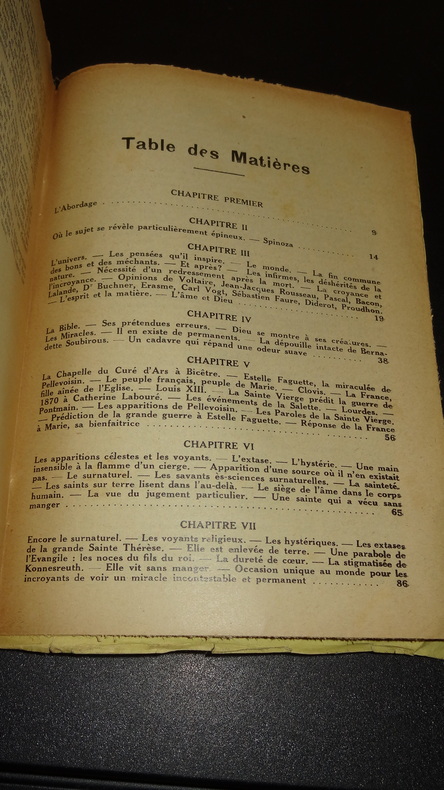 Table des Matières
CHAPITRE PREMIER
L'Abordage . . . . . . . . . . . . . . . . . . . . . . . . 9
CHAPITRE II
Où le sujet se révèle particulièrement épineux. — Spinoza . . . . . . . . 14
CHAPITRE III
L'univers. — Les pensées qu'il inspire. — Le monde. — La fin commune
des bons et des méchants. — Et après? — Les infirmes, les déshérités de la
nature. — Nécessité d'un redressement après la mort. — La croyance et
l'incroyance. — Opinions de Voltaire, Jean-Jacques Rousseau, Pascal, Bacon,
Lalande, Dr Buchner, Erasme, Carl Vogt, Sébastien Faure, Diderot, Proudhon.
— L'esprit et la matière. — L'âme et Dieu . . . . . . . . . . . . 19
CHAPITRE IV
La Bible. — Ses prétendues erreurs. — Dieu se montre à ses créatures. —
Les Miracles. — Il en existe de permanents. — La dépouille intacte de Berna-
dette Soubirous. — Un cadavre qui répand une odeur suave . . . . . . . . 38
CHAPITRE V
La Chapelle du Curé d'Ars à Bicêtre. — Estelle Faguette, la miraculée de
Pellevoisin. — Le peuple français, peuple de Marie. — Clovis. — La France,
fille aînée de l'Eglise. — Louis XIII. — La Sainte Vierge prédit la guerre de
1870 à Catherine Labouré. — Les événements de la Salette. — Lourdes. —
Pontmain. — Les apparitions de Pellevoisin. — Les Paroles de la Sainte Vierge.
— Prédiction de la grande guerre à Estelle Faguette. — Réponse de la France
à Marie, sa bienfaitrice . . . . . . . . . . . . . . . . . . 56
CHAPITRE VI
Les apparitions célestes et les voyants. — L'extase. — L'hystérie. — Une main
insensible à la flamme d'un cierge. — Apparition d'une source où il n'en existait
pas. — Le surnaturel. — Les savants ès-sciences surnaturelles. — La sainteté.
— Les saints sur terre lisent dans l'au-delà. — Le siège de l'âme dans le corps
humain. — La vue du jugement particulier. — Une sainte qui a vécu sans
manger . . . . . . . . . . . . . . . . . . . . . . . . 65
CHAPITRE VII
Encore le surnaturel. — Les voyants religieux. — Les hystériques. — Les extases
de la grande Sainte Thérèse. — Elle est enlevée de terre. — Une parabole de
l'Evangile : les noces du fils du roi. — La dureté de cœur. — La stigmatisée de
Konnesreuth. — Elle vit sans manger. — Occasion unique au monde pour les
incroyants de voir un miracle incontestable et permanent . . . . . . . . 86